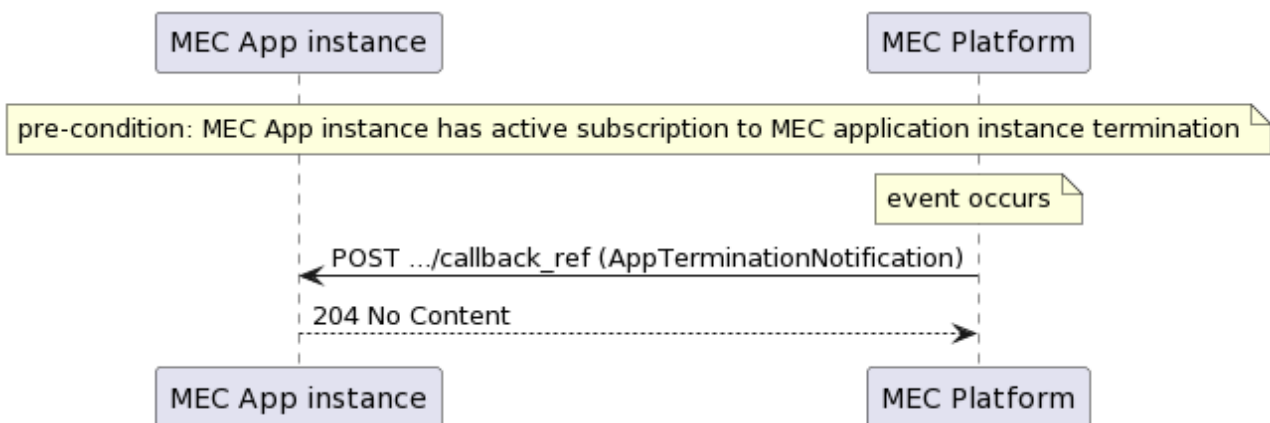 MEC App instance
MEC Platform
pre-condition: MEC App instance has active subscription to MEC application instance termination
event occurs
POST .../callback_ref (AppTerminationNotification)
204 No Content
MEC App instance
MEC Platform